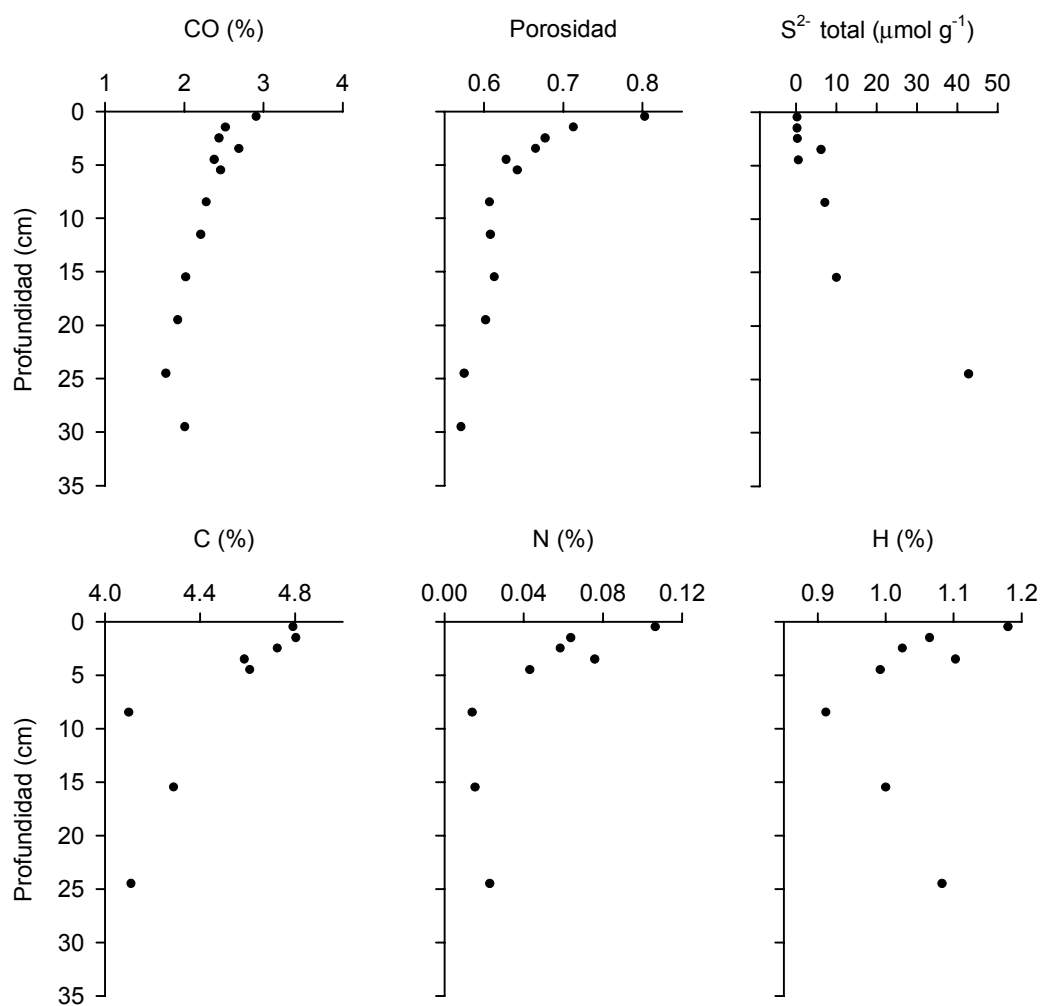 CO (%)
Porosidad
S²⁻ total (μmol g⁻¹)
1 2 3 4
0.6 0.7 0.8
0 10 20 30 40 50
0
5
10
15
20
25
30
35
Profundidad (cm)
C (%)
N (%)
H (%)
4.0 4.4 4.8
0.00 0.04 0.08 0.12
0.9 1.0 1.1 1.2
0
5
10
15
20
25
30
35
Profundidad (cm)